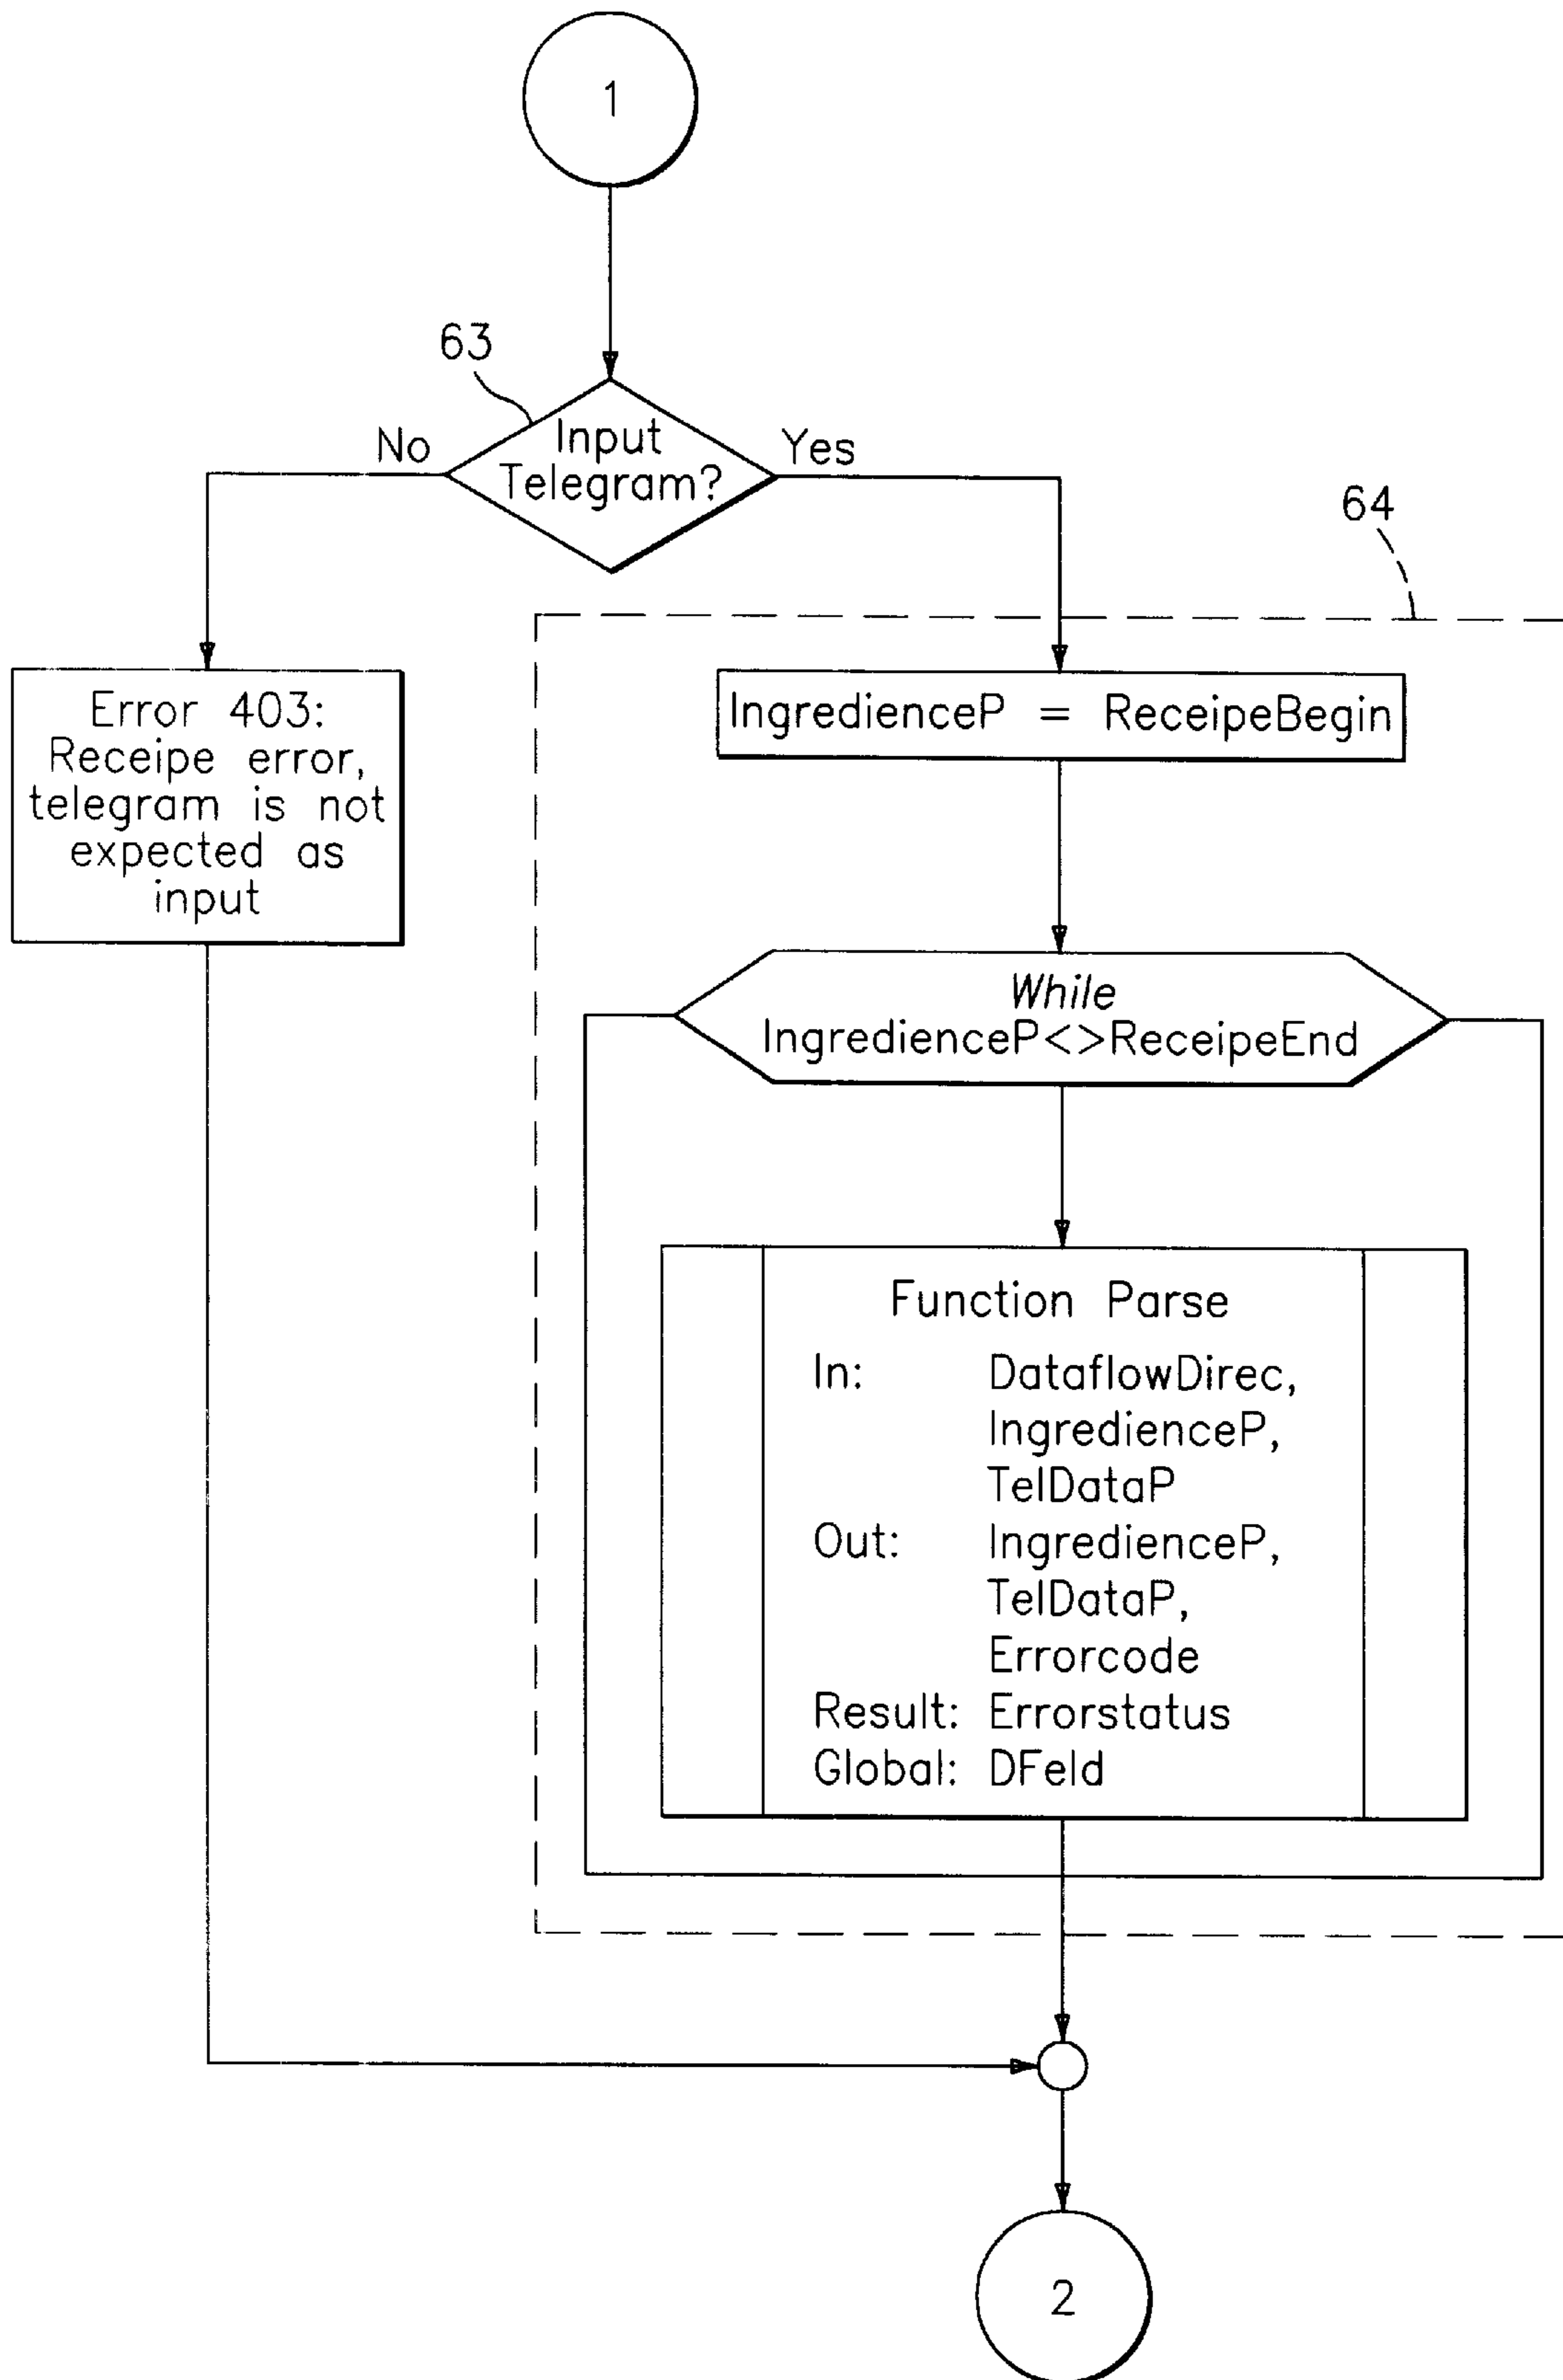 1
63
No
Input
Telegram?
Yes
64
Error 403:
Receipe error,
telegram is not
expected as
input
IngredienceP = ReceipeBegin
While
IngredienceP<>ReceipeEnd
Function Parse
In: DataflowDirec,
IngredienceP,
TelDataP
Out: IngredienceP,
TelDataP,
Errorcode
Result: Errorstatus
Global: DFeld
2